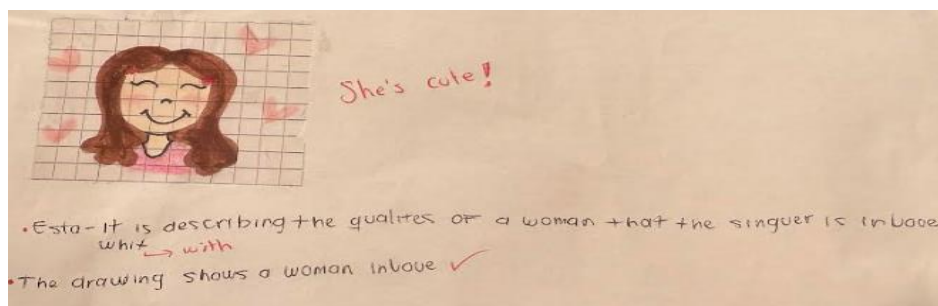 She's cute!
• Esta - It is describing the qualites of a woman that the singuer is inlove
whit → with
• The drawing shows a woman inlove ✓